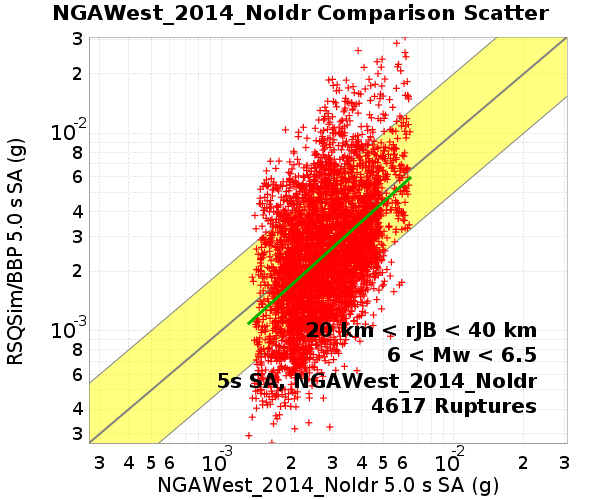 NGAWest_2014_NoIdr Comparison Scatter
3
2
10-2
8
6
4
3
2
10-3
8
6
4
3
RSQSim/BBP 5.0 s SA (g)
20 km < rJB < 40 km
6 < Mw < 6.5
5s SA, NGAWest_2014_NoIdr
4617 Ruptures
3 4 5 6 10-3 2 3 4 5 6 10-2 2 3
NGAWest_2014_NoIdr 5.0 s SA (g)